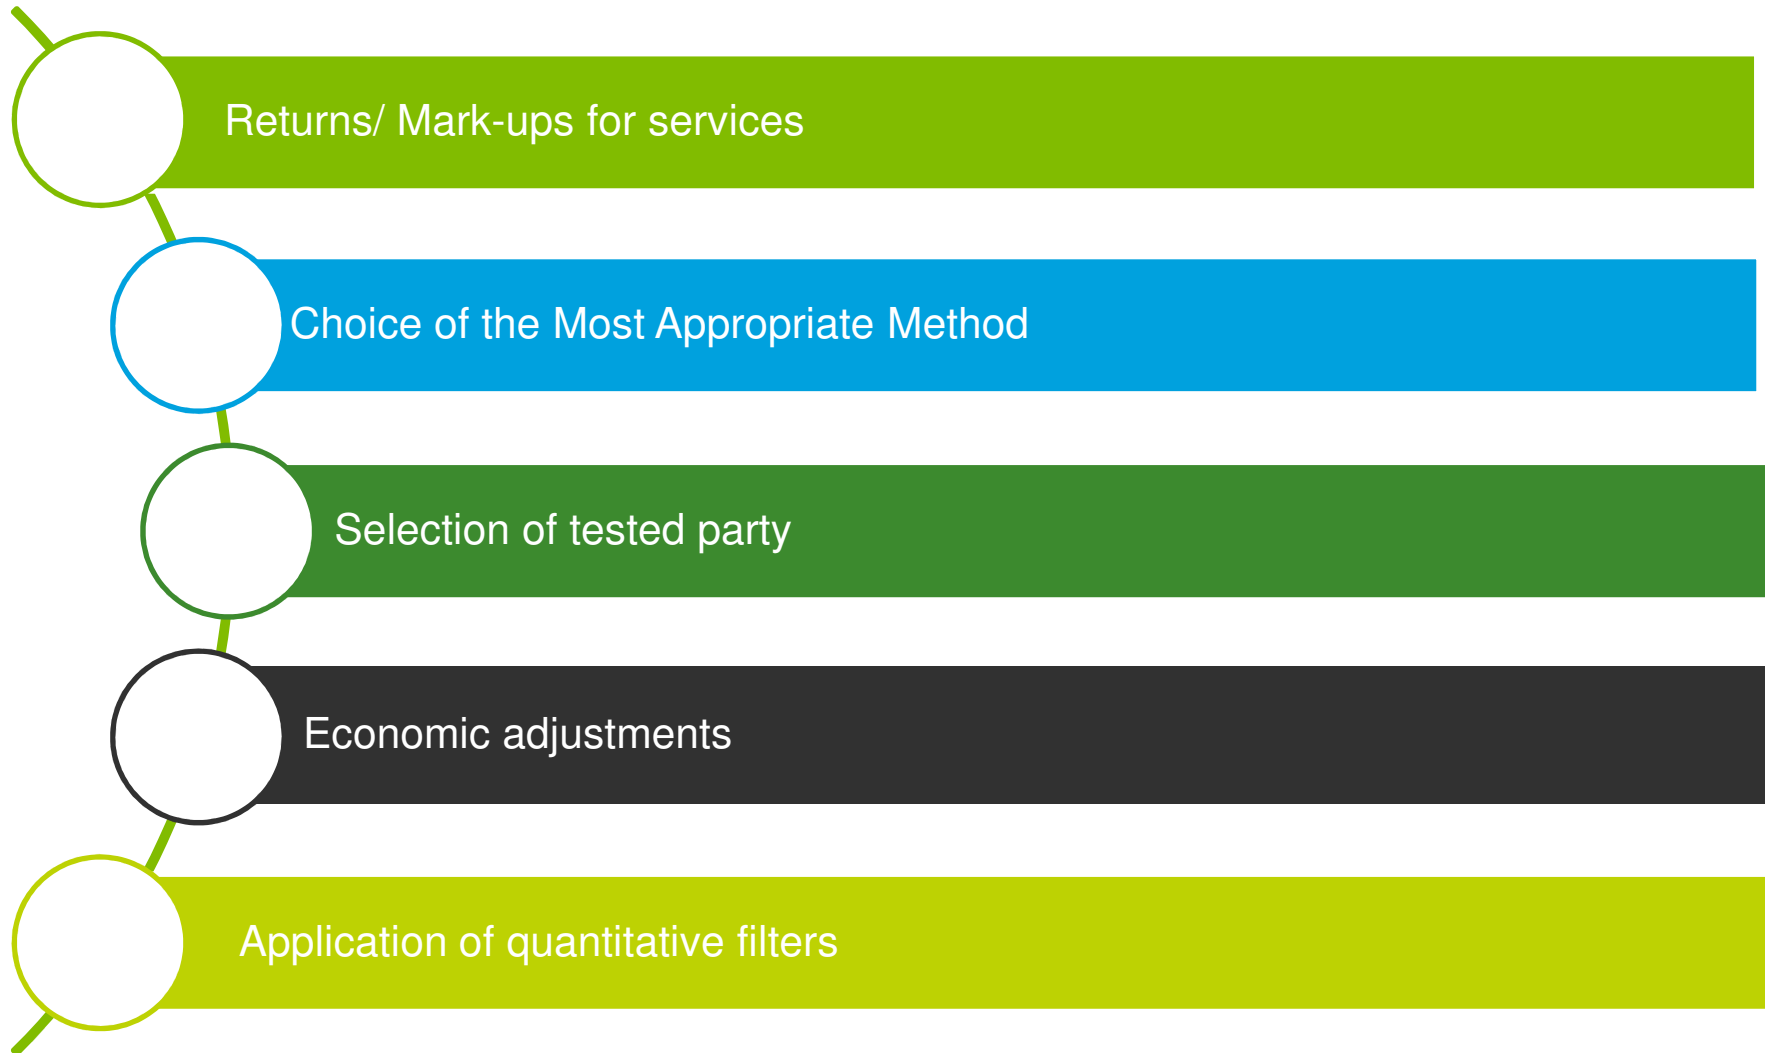 Returns/ Mark-ups for services
Choice of the Most Appropriate Method
Selection of tested party
Economic adjustments
Application of quantitative filters